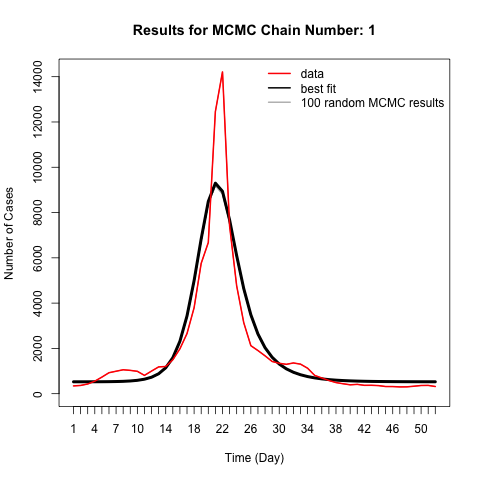 Results for MCMC Chain Number: 1
data
best fit
100 random MCMC results
Number of Cases
14000
12000
10000
8000
6000
4000
2000
0
1 4 7 10 14 18 22 26 30 34 38 42 46 50
Time (Day)